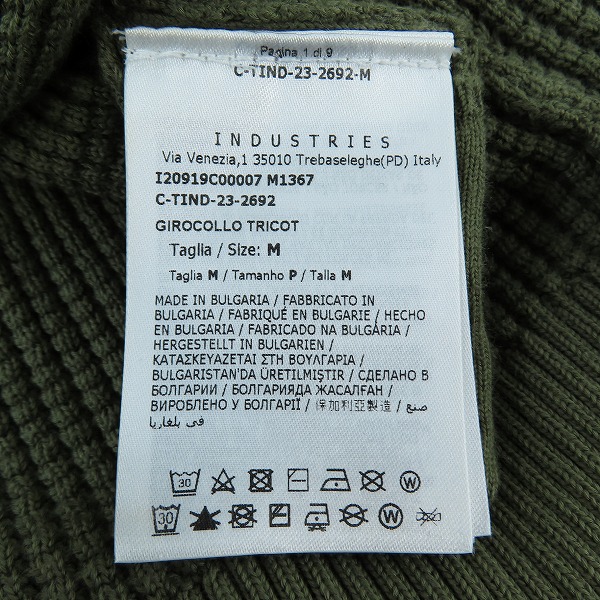 Pagina 1 di 9
C-TIND-23-2692-M
INDUSTRIES
Via Venezia,1 35010 Trebaseleghe(PD) Italy
I20919C00007 M1367
C-TIND-23-2692
GIROCOLLO TRICOT
Taglia / Size: M
Taglia M / Tamanho P / Talla M
MADE IN BULGARIA / FABBRICATO IN
BULGARIA / FABRIQUÉ EN BULGARIE / HECHO
EN BULGARIA / FABRICADO NA BULGÁRIA /
HERGESTELLT IN BULGARIEN /
ΚΑΤΑΣΚΕΥΑΖΕΤΑΙ ΣΤΗ ΒΟΥΛΓΑΡΙΑ /
BULGARISTAN'DA ÜRETILMIŞTIR / СДЕЛАНО В
БОЛГАРИИ / БОЛГАРИЯДА ЖАСАЛҒАН /
ВИРОБЛЕНО У БОЛГАРІЇ / 保加利亞製造 / صنع
في بلغاريا
30 W
30 W